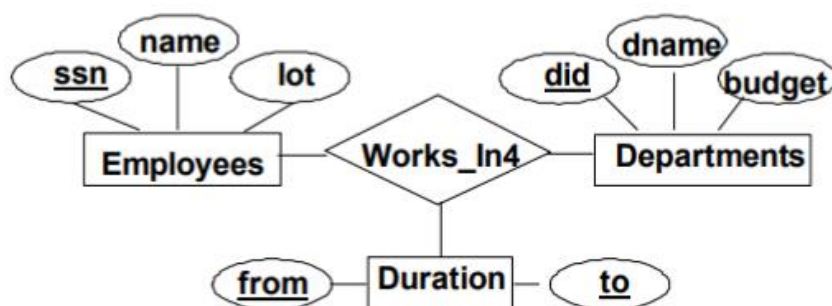 name
ssn
lot
Employees
Works_In4
dname
did
budget
Departments
from
Duration
to